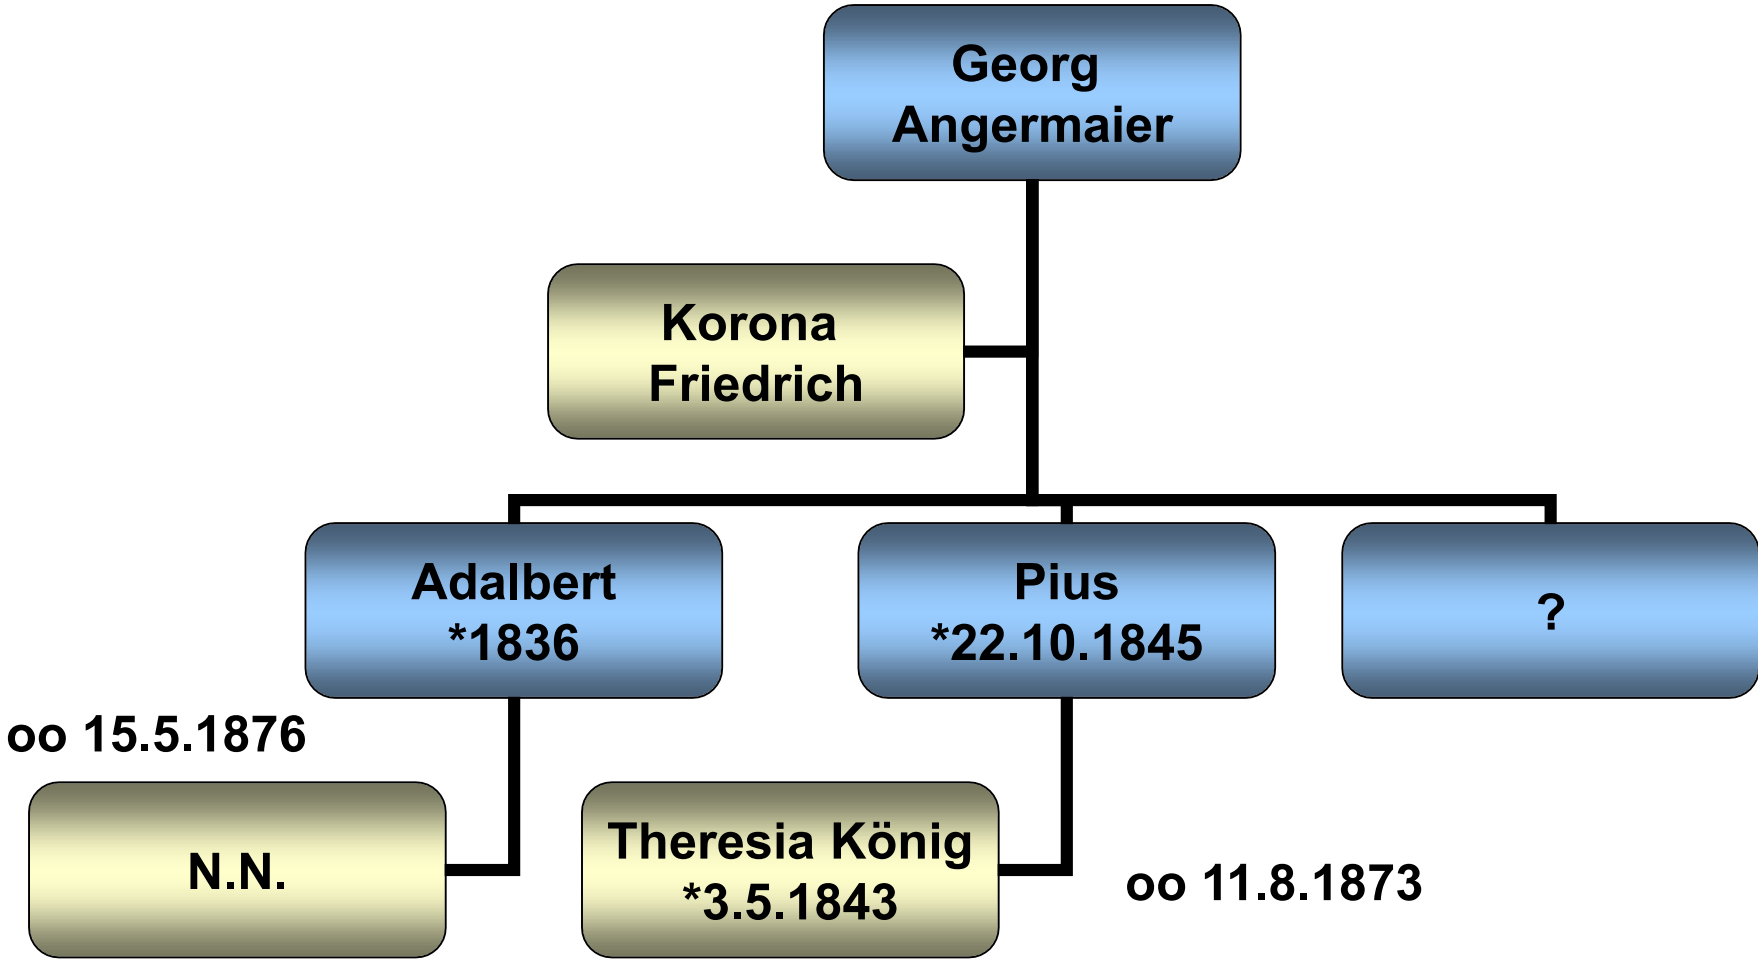 Georg
Angermaier
Korona
Friedrich
Adalbert
*1836
Pius
*22.10.1845
?
oo 15.5.1876
N.N.
Theresia König
*3.5.1843
oo 11.8.1873